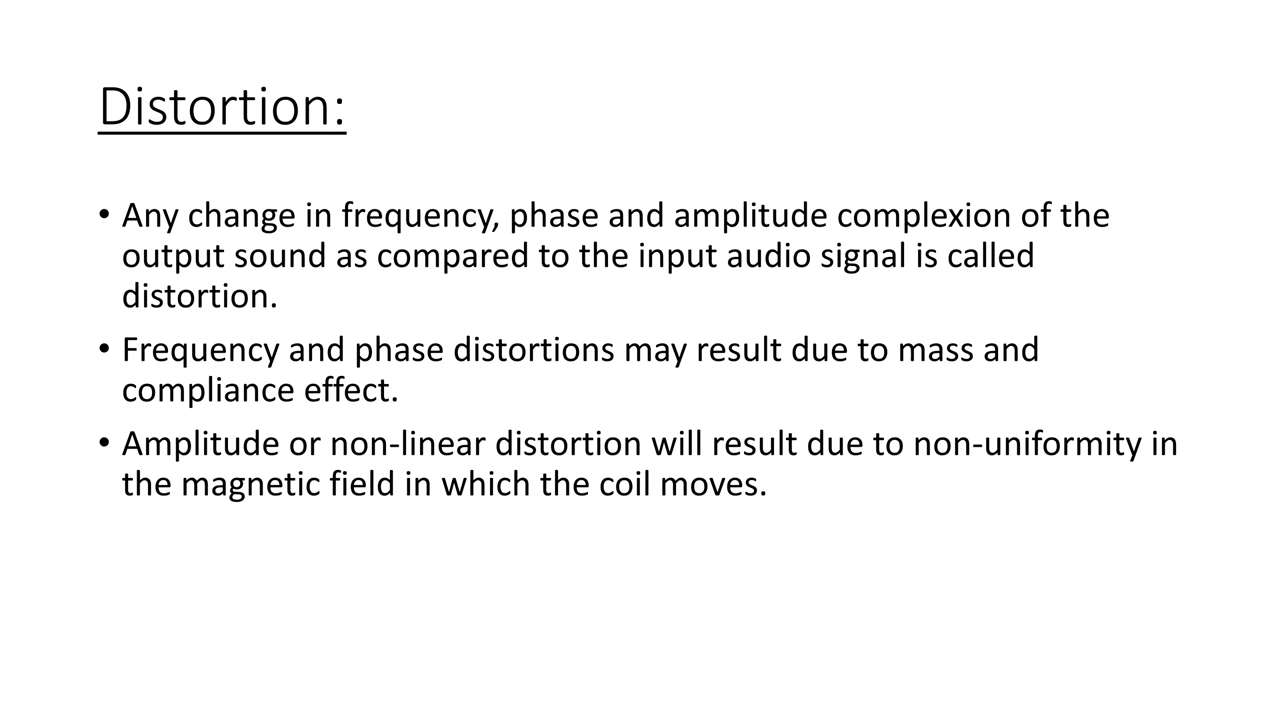 Distortion:
• Any change in frequency, phase and amplitude complexion of the
output sound as compared to the input audio signal is called
distortion.
• Frequency and phase distortions may result due to mass and
compliance effect.
• Amplitude or non-linear distortion will result due to non-uniformity in
the magnetic field in which the coil moves.